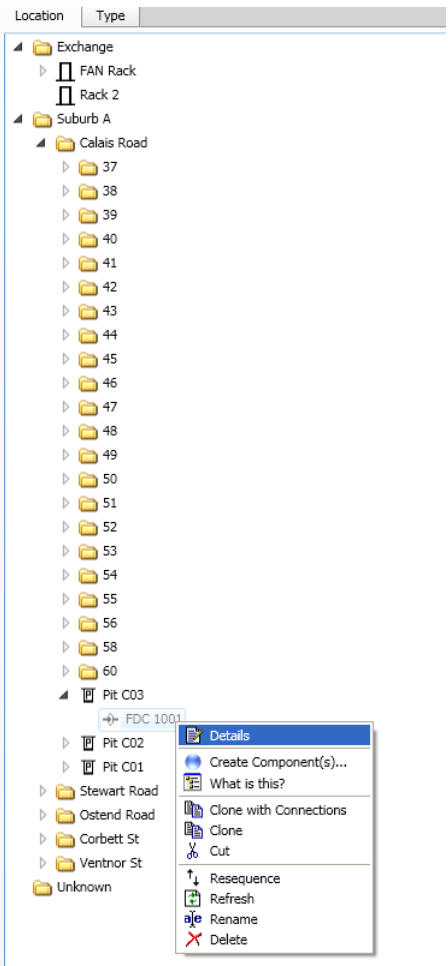 Location Type
Exchange
FAN Rack
Rack 2
Suburb A
Calais Road
37
38
39
40
41
42
43
44
45
46
47
48
49
50
51
52
53
54
55
56
58
60
P Pit C03
FDC 1001
Details
P Pit C02
Create Component(s)...
P Pit C01
What is this?
Stewart Road
Clone with Connections
Ostend Road
Clone
Corbett St
Cut
Ventnor St
Resequence
Unknown
Refresh
a|e Rename
Delete